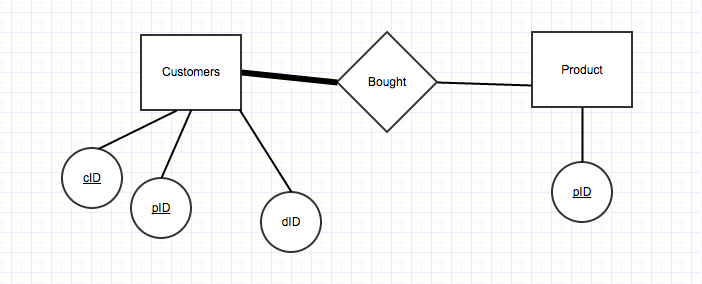 Customers
Bought
Product
cID
pID
dID
pID